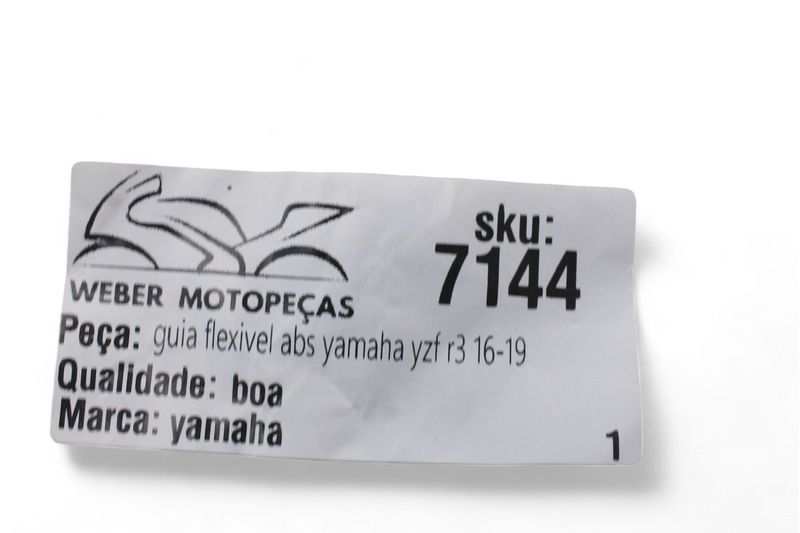 sku:
7144
WEBER MOTOPEÇAS
Peça: guia flexivel abs yamaha yzf r3 16-19
Qualidade: boa
Marca: yamaha
1